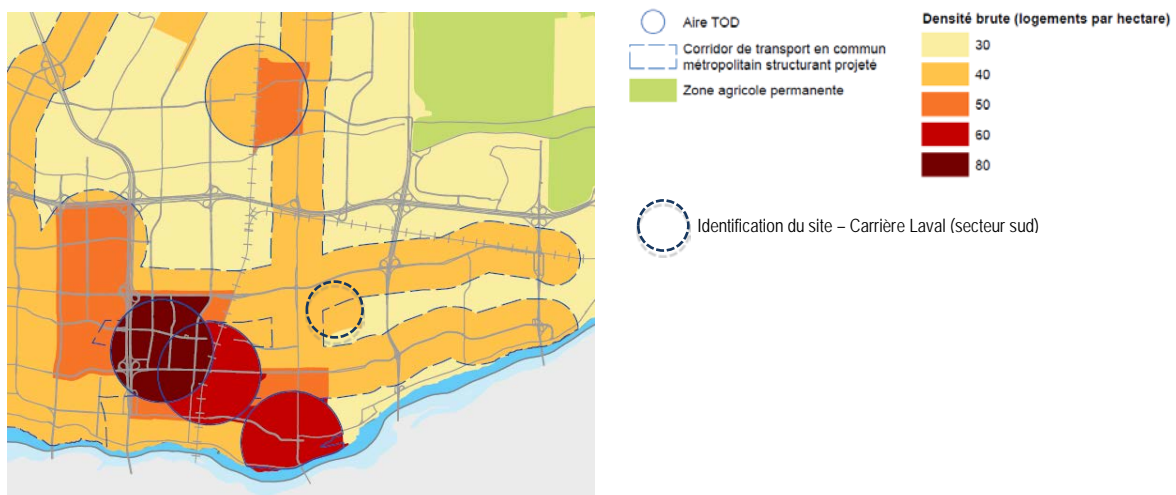 Aire TOD
Corridor de transport en commun
métropolitain structurant projeté
Zone agricole permanente
Densité brute (logements par hectare)
30
40
50
60
80
Identification du site – Carrière Laval (secteur sud)